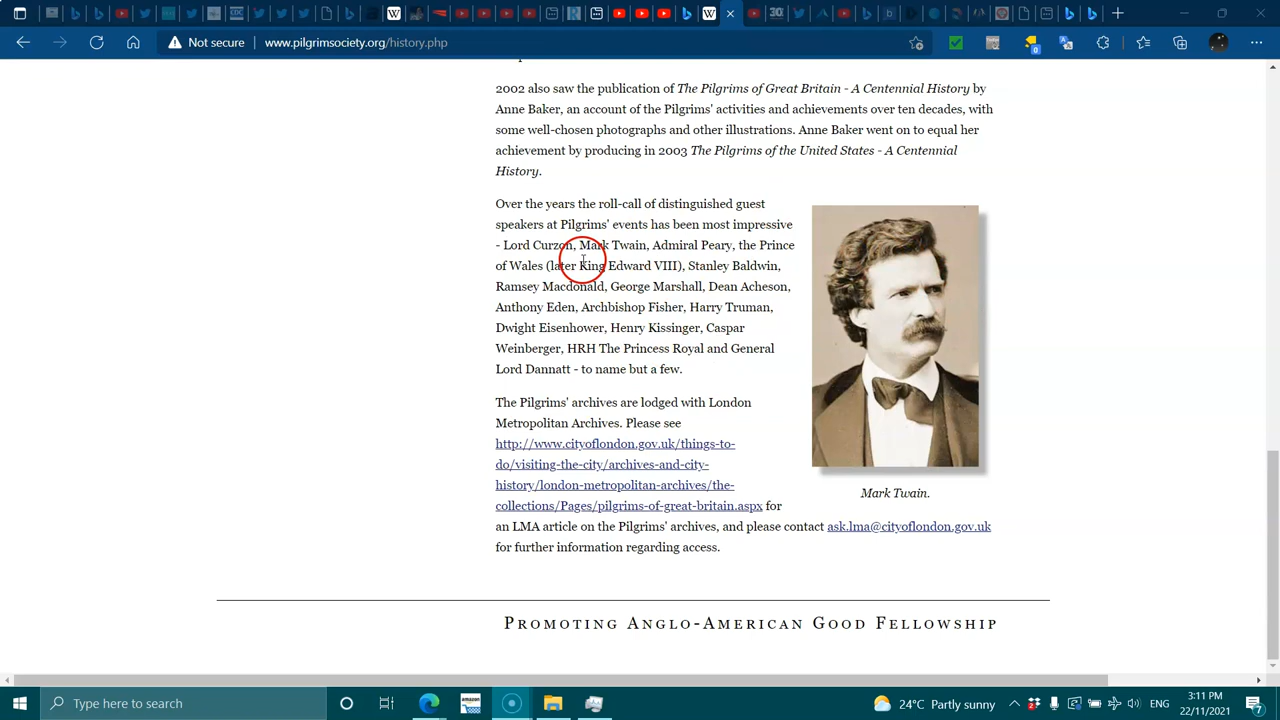 Not secure
www.pilgrimsociety.org/history.php
2002 also saw the publication of The Pilgrims of Great Britain - A Centennial History by
Anne Baker, an account of the Pilgrims' activities and achievements over ten decades, with
some well-chosen photographs and other illustrations. Anne Baker went on to equal her
achievement by producing in 2003 The Pilgrims of the United States - A Centennial
History.
Over the years the roll-call of distinguished guest
speakers at Pilgrims' events has been most impressive
- Lord Curzon, Mark Twain, Admiral Peary, the Prince
of Wales (later King Edward VIII), Stanley Baldwin,
Ramsey Macdonald, George Marshall, Dean Acheson,
Anthony Eden, Archbishop Fisher, Harry Truman,
Dwight Eisenhower, Henry Kissinger, Caspar
Weinberger, HRH The Princess Royal and General
Lord Dannatt - to name but a few.
The Pilgrims' archives are lodged with London
Metropolitan Archives. Please see
http://www.cityoflondon.gov.uk/things-to-
do/visiting-the-city/archives-and-city-
history/london-metropolitan-archives/the-
collections/Pages/pilgrims-of-great-britain.aspx for
Mark Twain.
an LMA article on the Pilgrims' archives, and please contact ask.lma@cityoflondon.gov.uk
for further information regarding access.
Promoting Anglo-American Good Fellowship
Type here to search
amazon
24°C Partly sunny
ENG
3:11 PM
22/11/2021